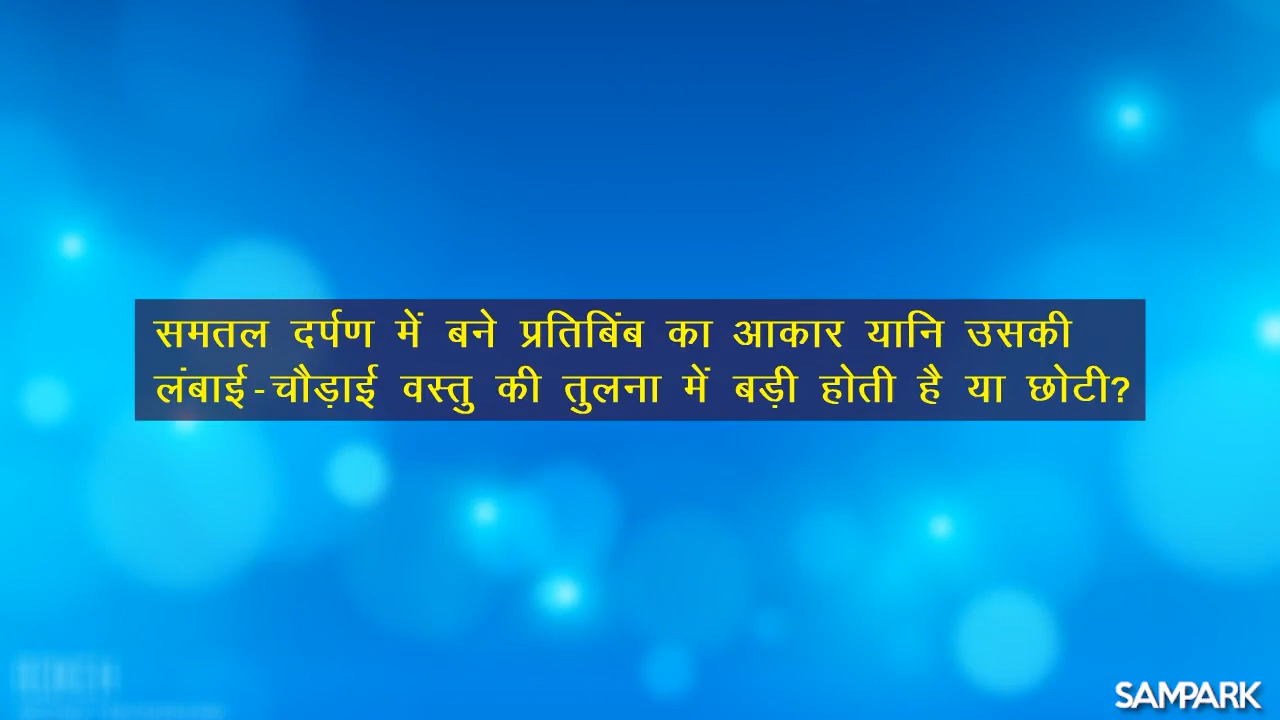 समतल दर्पण में बने प्रतिबिंब का आकार यानि उसकी
लंबाई-चौड़ाई वस्तु की तुलना में बड़ी होती है या छोटी?
SAMPARK